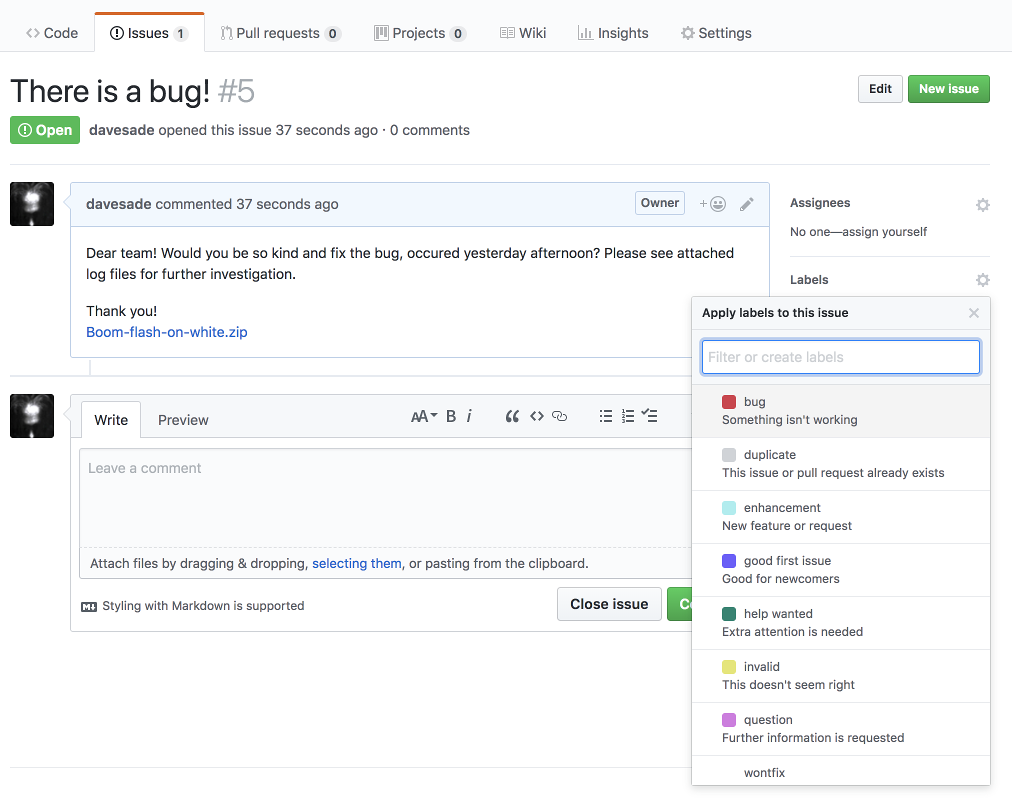 Code Issues 1 Pull requests 0 Projects 0 Wiki Insights Settings
There is a bug! #5
Edit New issue
Open davesade opened this issue 37 seconds ago · 0 comments
davesade commented 37 seconds ago Owner +
Dear team! Would you be so kind and fix the bug, occured yesterday afternoon? Please see attached
log files for further investigation.
Thank you!
Boom-flash-on-white.zip
Assignees
No one—assign yourself
Labels
Apply labels to this issue
Filter or create labels
bug
Something isn't working
duplicate
This issue or pull request already exists
enhancement
New feature or request
good first issue
Good for newcomers
help wanted
Extra attention is needed
invalid
This doesn't seem right
question
Further information is requested
wontfix
Write Preview AA B i
Leave a comment
Attach files by dragging & dropping, selecting them, or pasting from the clipboard.
Styling with Markdown is supported
Close issue